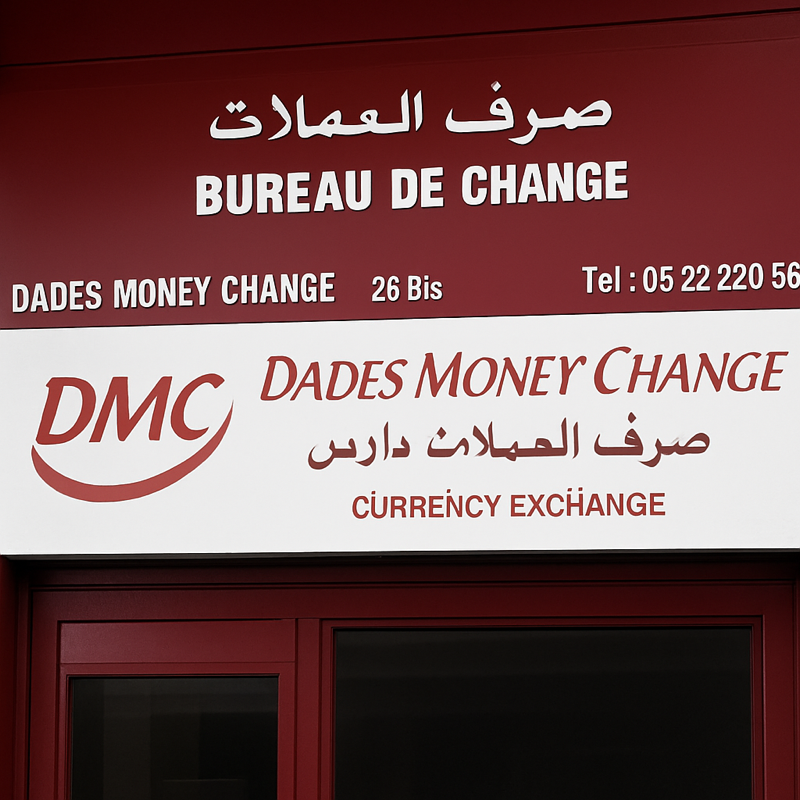 صرف العملات
BUREAU DE CHANGE
DADES MONEY CHANGE 26 Bis Tel : 05 22 220 56
DMC
DADES MONEY CHANGE
صرف العملات دارس
CURRENCY EXCHANGE